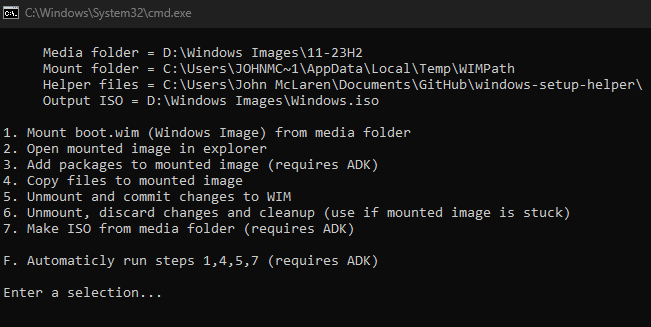 C:\Windows\System32\cmd.exe
Media folder = D:\Windows Images\11-23H2
Mount folder = C:\Users\JOHNMC~1\AppData\Local\Temp\WIMPath
Helper files = C:\Users\John McLaren\Documents\GitHub\windows-setup-helper\
Output ISO = D:\Windows Images\Windows.iso
1. Mount boot.wim (Windows Image) from media folder
2. Open mounted image in explorer
3. Add packages to mounted image (requires ADK)
4. Copy files to mounted image
5. Unmount and commit changes to WIM
6. Unmount, discard changes and cleanup (use if mounted image is stuck)
7. Make ISO from media folder (requires ADK)
F. Automaticly run steps 1,4,5,7 (requires ADK)
Enter a selection...